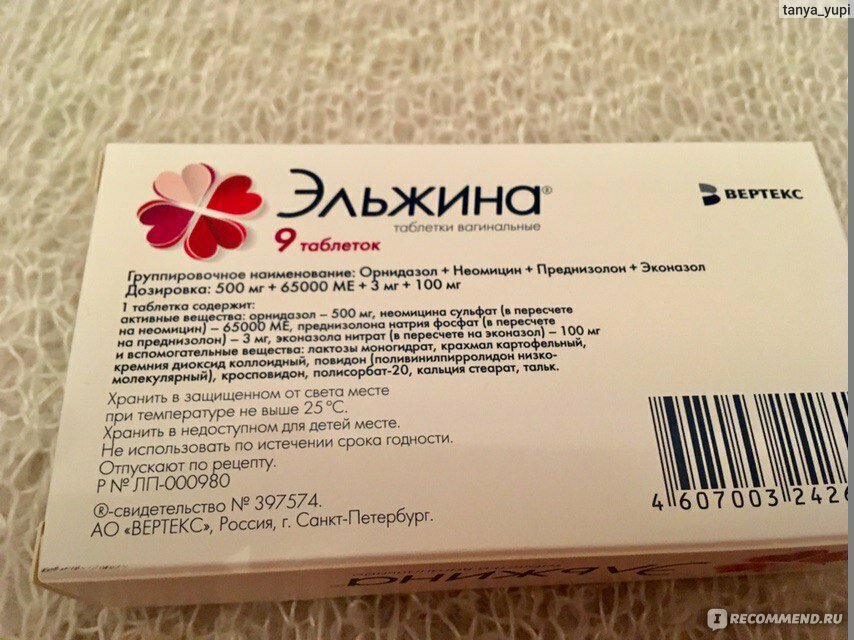 tanya_yupi
Эльжина®
ВЕРТЕКС
таблетки вагинальные
9 таблеток
Группировочное наименование: Орнидазол + Неомицин + Преднизолон + Эконазол
Дозировка: 500 мг + 65000 МЕ + 3 мг + 100 мг
1 таблетка содержит:
активные вещества: орнидазол – 500 мг, неомицина сульфат (в пересчете
на неомицин) – 65000 МЕ, преднизолона натрия фосфат (в пересчете
на преднизолон) – 3 мг, эконазола нитрат (в пересчете на эконазол) – 100 мг
и вспомогательные вещества: лактозы моногидрат, крахмал картофельный,
кремния диоксид коллоидный, повидон (поливинилпирролидон низко-
молекулярный), кросповидон, полисорбат-20, кальция стеарат, тальк.
Хранить в защищенном от света месте
при температуре не выше 25 °С.
Хранить в недоступном для детей месте.
Не использовать по истечении срока годности.
Отпускают по рецепту.
Р № ЛП-000980
®-свидетельство № 397574.
АО «ВЕРТЕКС», Россия, г. Санкт-Петербург.
4 607003 2426
Эльжина
I RECOMMEND.RU